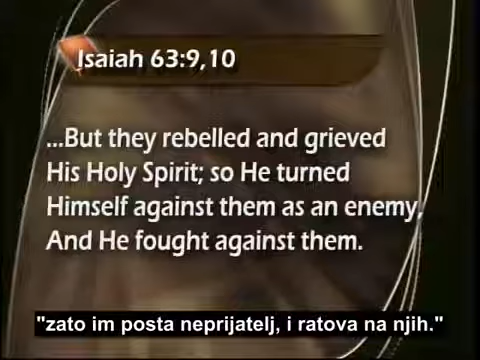 Isaiah 63:9,10
...But they rebelled and grieved
His Holy Spirit; so He turned
Himself against them as an enemy,
And He fought against them.
"zato im posta neprijatelj, i ratova na njih."